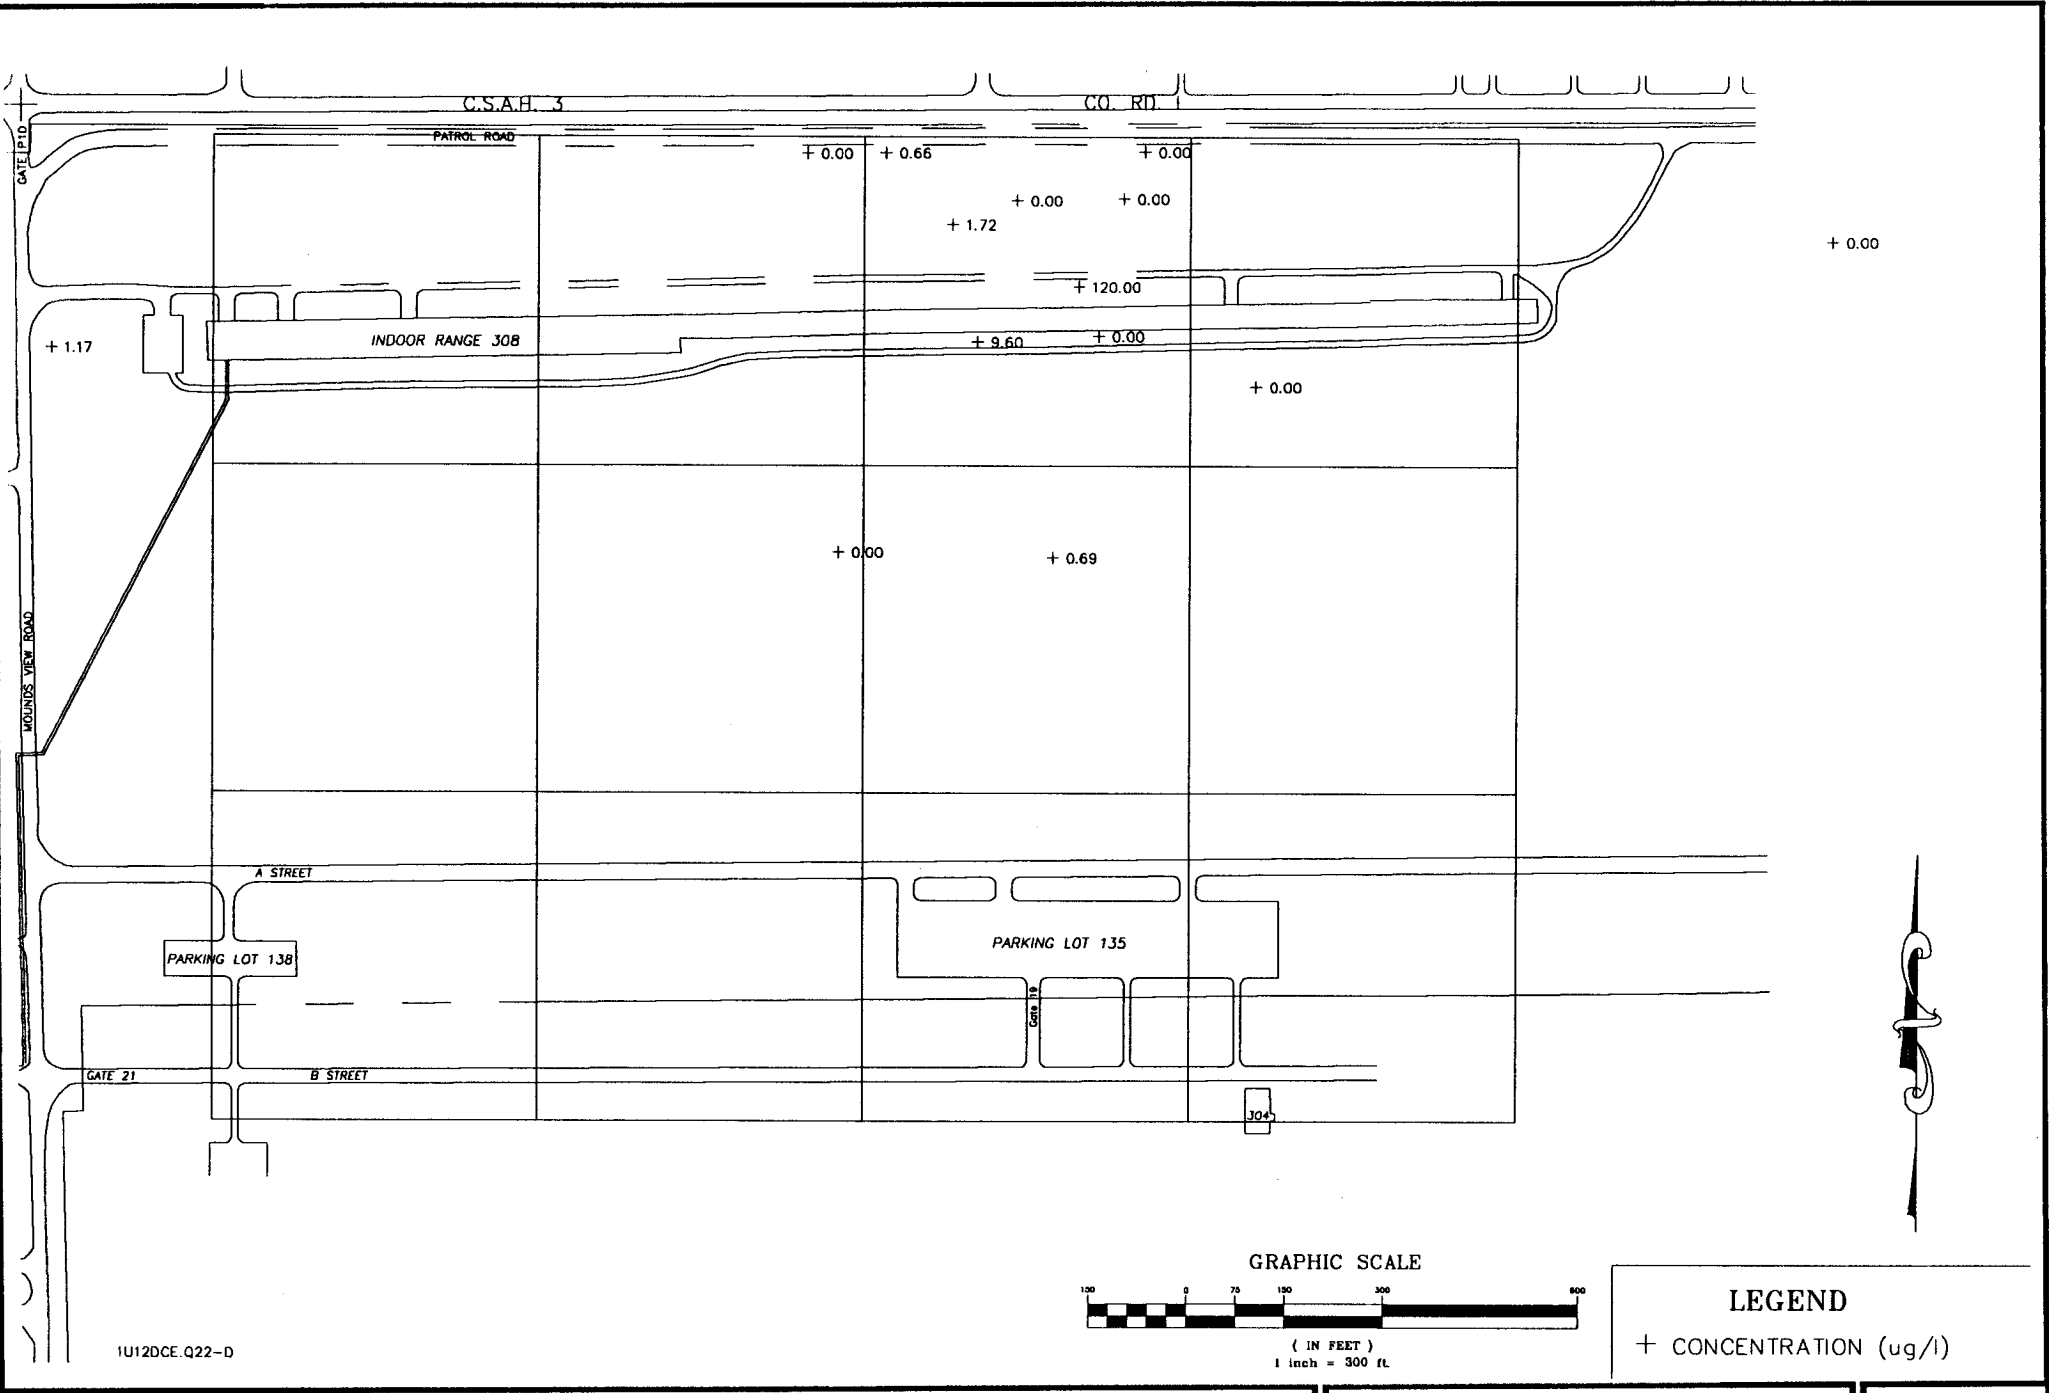 C.S.A.H. 3
CO. RD. I
GATE P1D
PATROL ROAD
+ 0.00
+ 0.66
+ 0.00
+ 0.00
+ 0.00
+ 1.72
+ 0.00
+ 120.00
INDOOR RANGE 308
+ 1.17
+ 9.60
+ 0.00
+ 0.00
+ 0.00
+ 0.69
MOUNDS VIEW ROAD
A STREET
PARKING LOT 135
PARKING LOT 138
Gate 19
GATE 21
B STREET
304
GRAPHIC SCALE
150 0 75 150 300 600
( IN FEET )
1 inch = 300 ft.
LEGEND
+ CONCENTRATION (ug/l)
1U12DCE.Q22-D